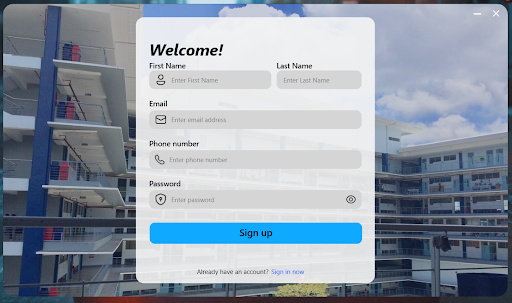 Welcome!
First Name Last Name
Enter First Name Enter Last Name
Email
Enter email address
Phone number
Enter phone number
Password
Enter password
Sign up
Already have an account? Sign in now